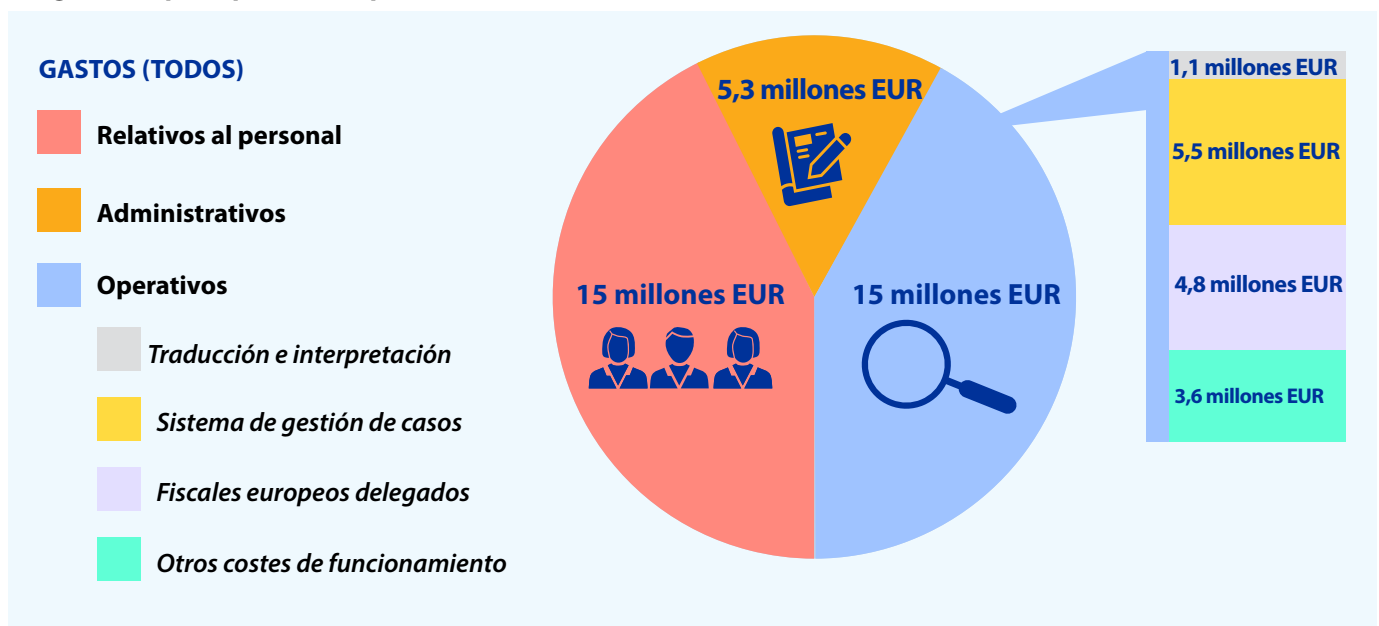 GASTOS (TODOS)
Relativos al personal
Administrativos
Operativos
Traducción e interpretación
Sistema de gestión de casos
Fiscales europeos delegados
Otros costes de funcionamiento
5,3 millones EUR
15 millones EUR
15 millones EUR
1,1 millones EUR
5,5 millones EUR
4,8 millones EUR
3,6 millones EUR